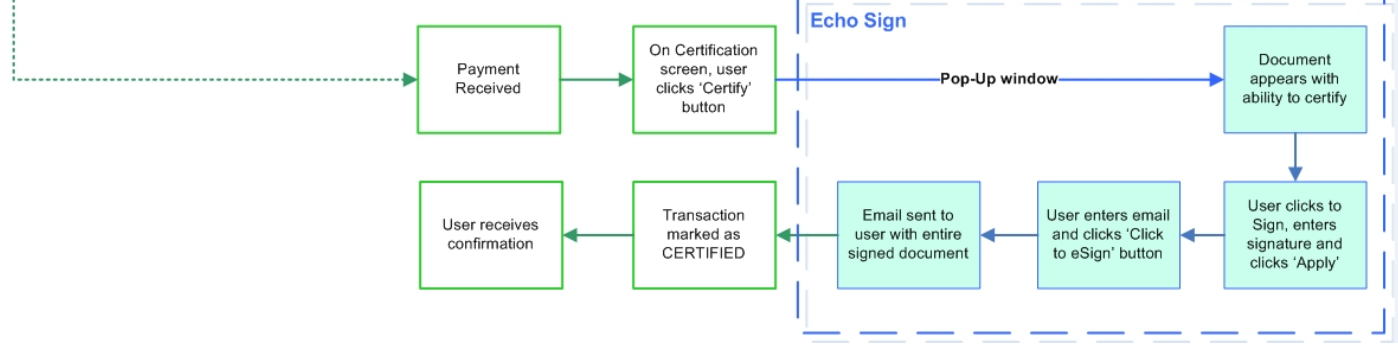 Echo Sign
Payment
Received
On Certification
screen, user
clicks ‘Certify’
button
Pop-Up window
Document
appears with
ability to certify
User clicks to
Sign, enters
signature and
clicks ‘Apply’
User enters email
and clicks ‘Click
to eSign’ button
Email sent to
user with entire
signed document
Transaction
marked as
CERTIFIED
User receives
confirmation